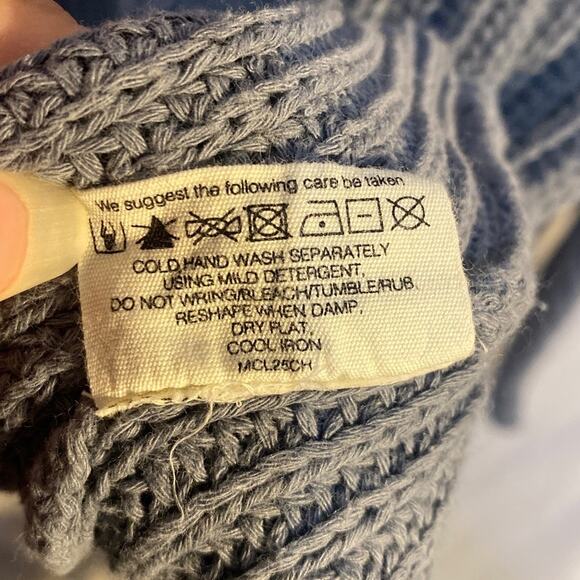 We suggest the following care be taken
COLD HAND WASH SEPARATELY
USING MILD DETERGENT,
DO NOT WRING/BLEACH/TUMBLE/RUB
RESHAPE WHEN DAMP,
DRY FLAT,
COOL IRON
MCL25CH